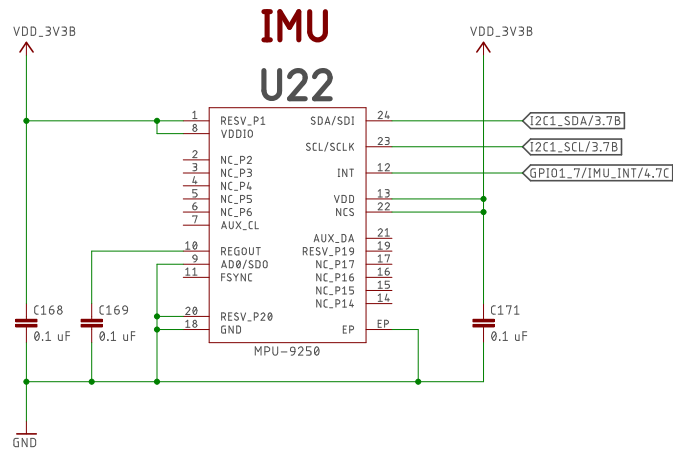 IMU
VDD_3V3B
VDD_3V3B
U22
1 RESV_P1
8 VDDIO
2 NC_P2
3 NC_P3
4 NC_P4
5 NC_P5
6 NC_P6
7 AUX_CL
10 REGOUT
9 AD0/SDO
11 FSYNC
20 RESV_P20
18 GND
SDA/SDI 24
I2C1_SDA/3.7B
SCL/SCLK 23
I2C1_SCL/3.7B
INT 12
GPIO1_7/IMU_INT/4.7C
VDD 13
NCS 22
AUX_DA 21
RESV_P19 19
NC_P17 17
NC_P16 16
NC_P15 15
NC_P14 14
EP EP
MPU-9250
C168
0.1 uF
C169
0.1 uF
C171
0.1 uF
GND